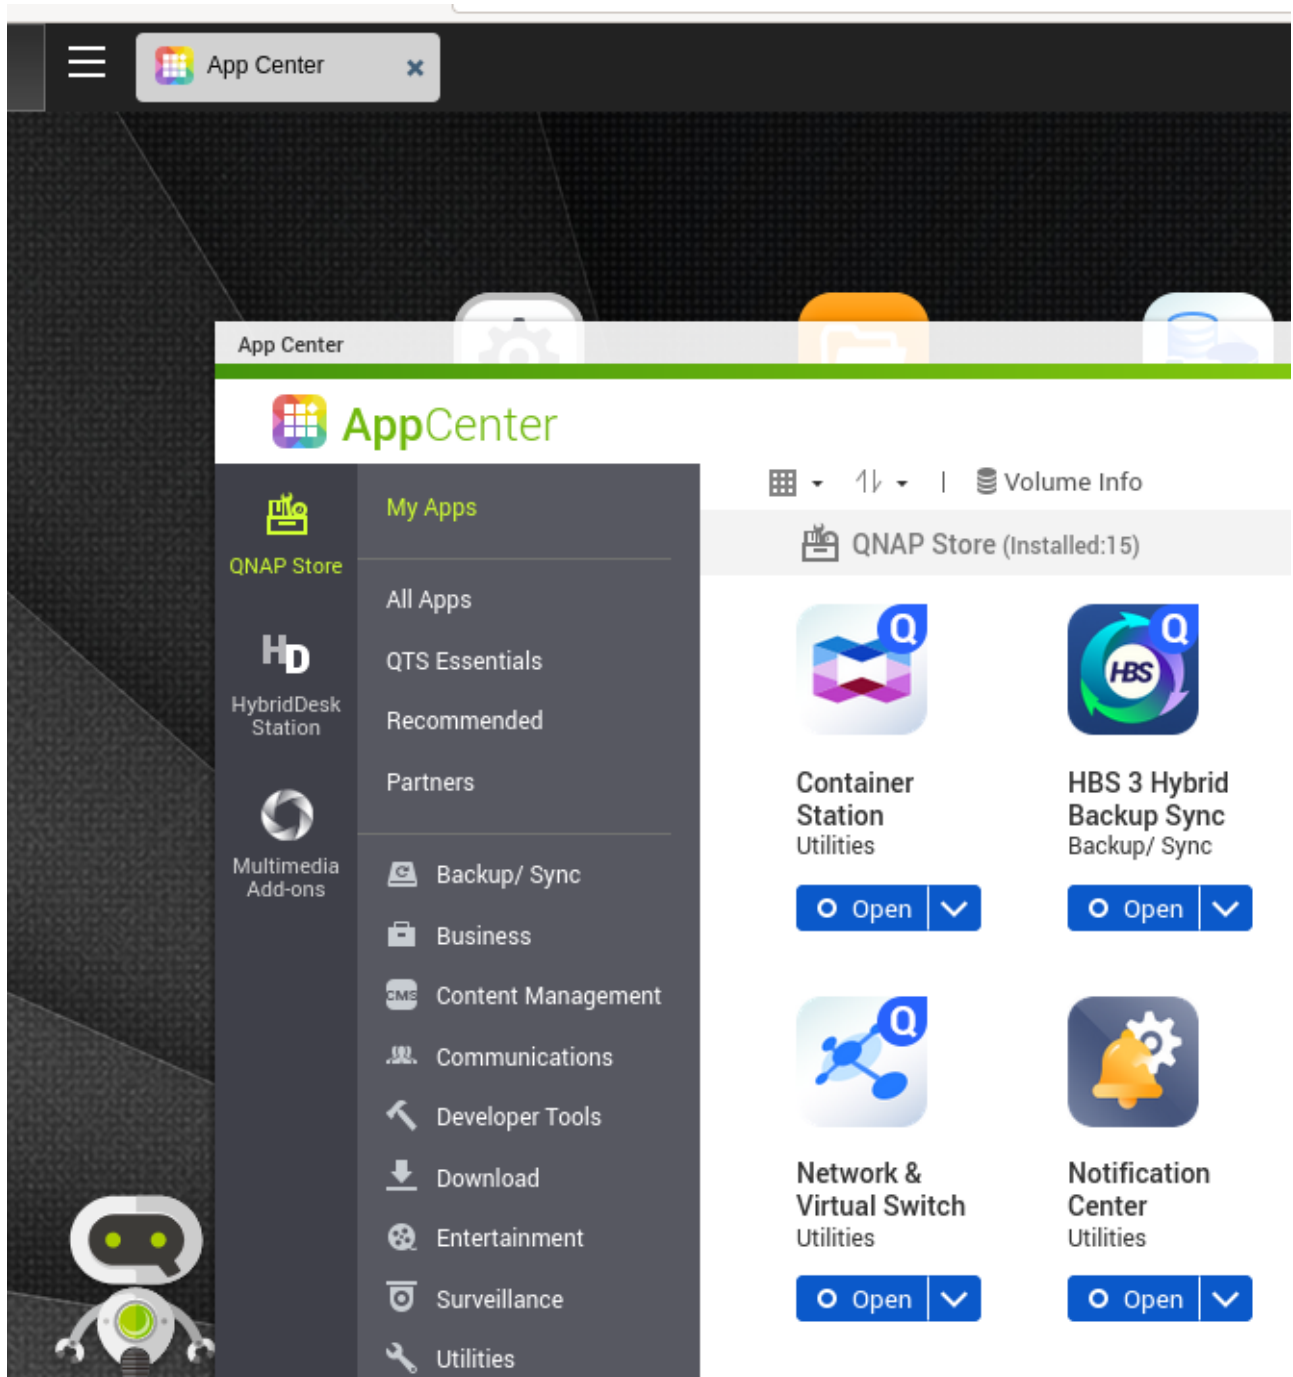 App Center
App Center
AppCenter
QNAP Store
HD
HybridDesk
Station
Multimedia
Add-ons
My Apps
All Apps
QTS Essentials
Recommended
Partners
Backup/ Sync
Business
CMS
Content Management
Communications
Developer Tools
Download
Entertainment
Surveillance
Utilities
Volume Info
QNAP Store (Installed:15)
Q
Container
Station
Utilities
Open
Q
HBS
HBS 3 Hybrid
Backup Sync
Backup/ Sync
Open
Q
Network &
Virtual Switch
Utilities
Open
Notification
Center
Utilities
Open